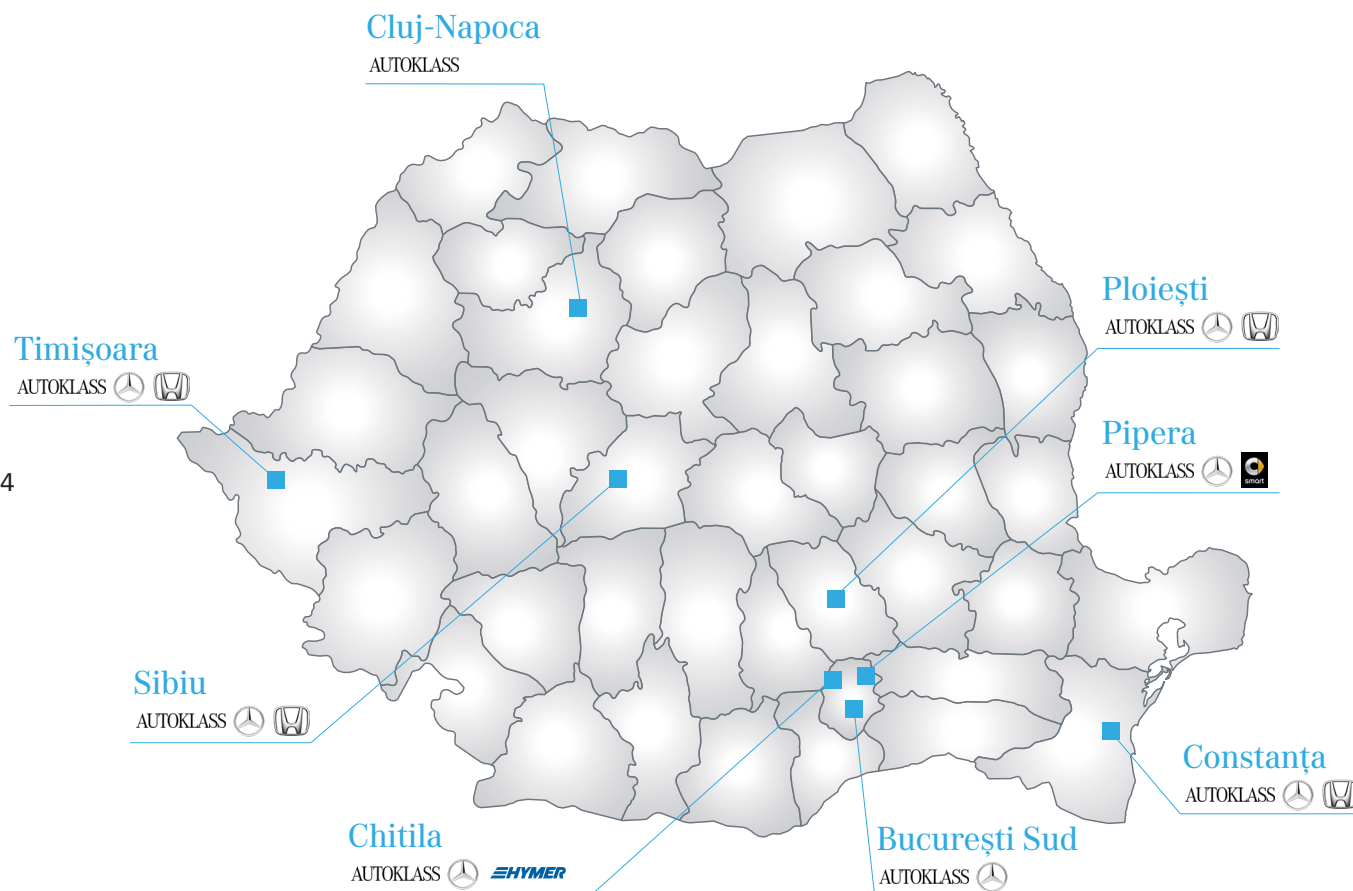 Cluj-Napoca
AUTOKLASS
Ploiești
AUTOKLASS
Timișoara
AUTOKLASS
Pipera
AUTOKLASS smart
4
Sibiu
AUTOKLASS
Constanța
AUTOKLASS
Chitila
AUTOKLASS HYMER
București Sud
AUTOKLASS